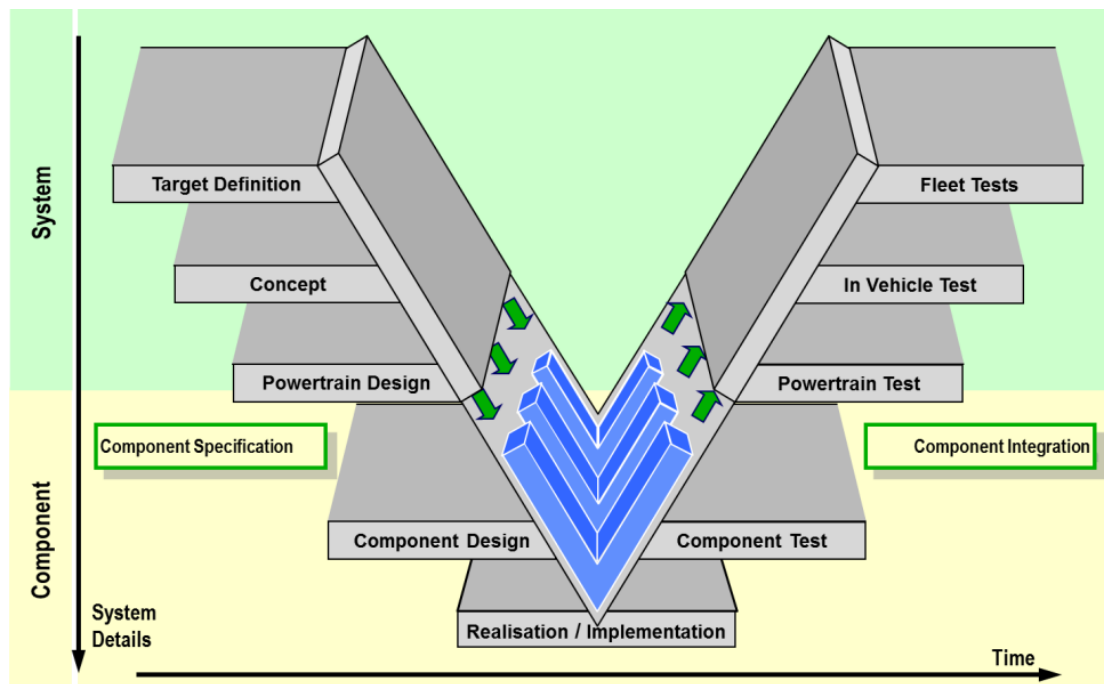 System
Target Definition
Fleet Tests
Concept
In Vehicle Test
Powertrain Design
Powertrain Test
Component Specification
Component Integration
Component
Component Design
Component Test
System
Details
Realisation / Implementation
Time